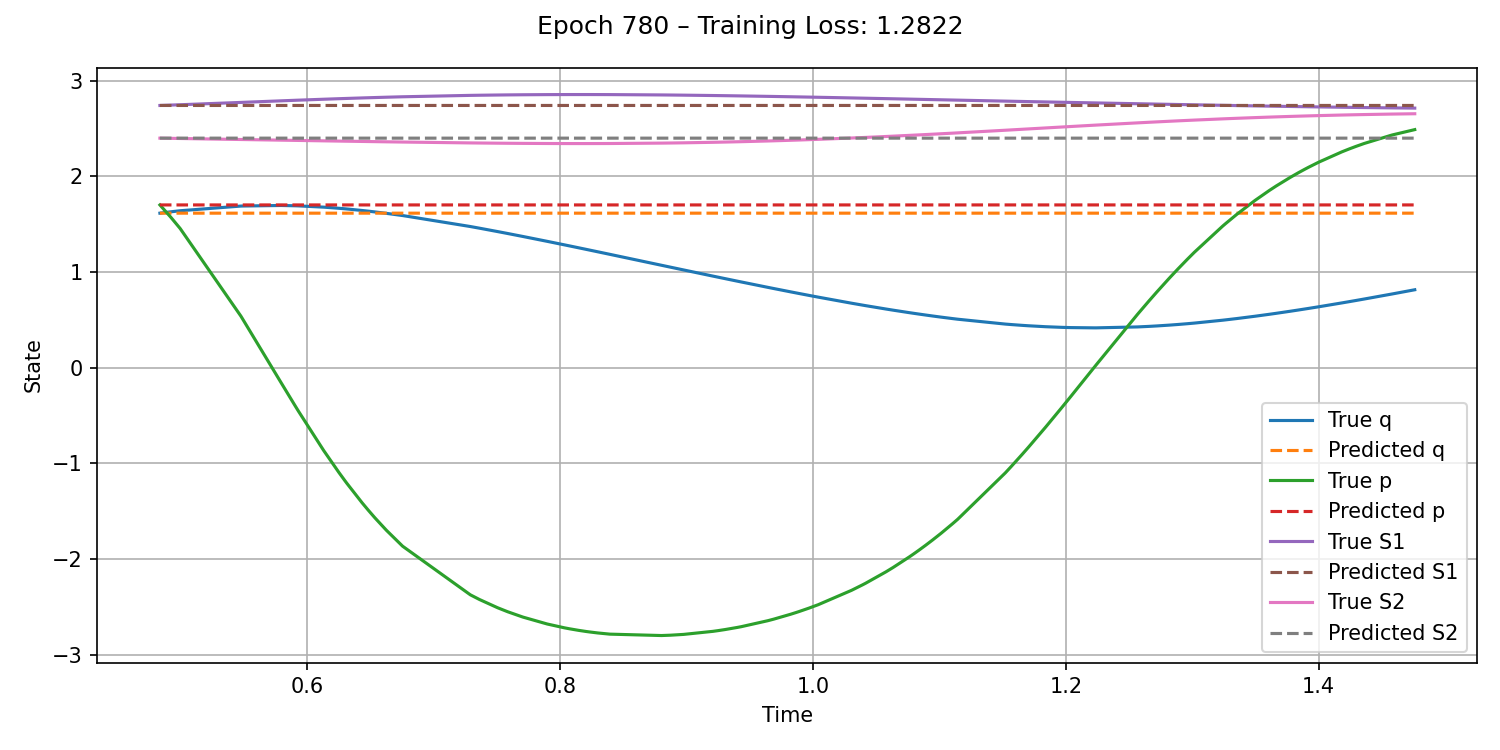 Epoch 780 – Training Loss: 1.2822
3
2
1
0
−1
−2
−3
State
0.6
0.8
1.0
1.2
1.4
Time
True q
Predicted q
True p
Predicted p
True S1
Predicted S1
True S2
Predicted S2